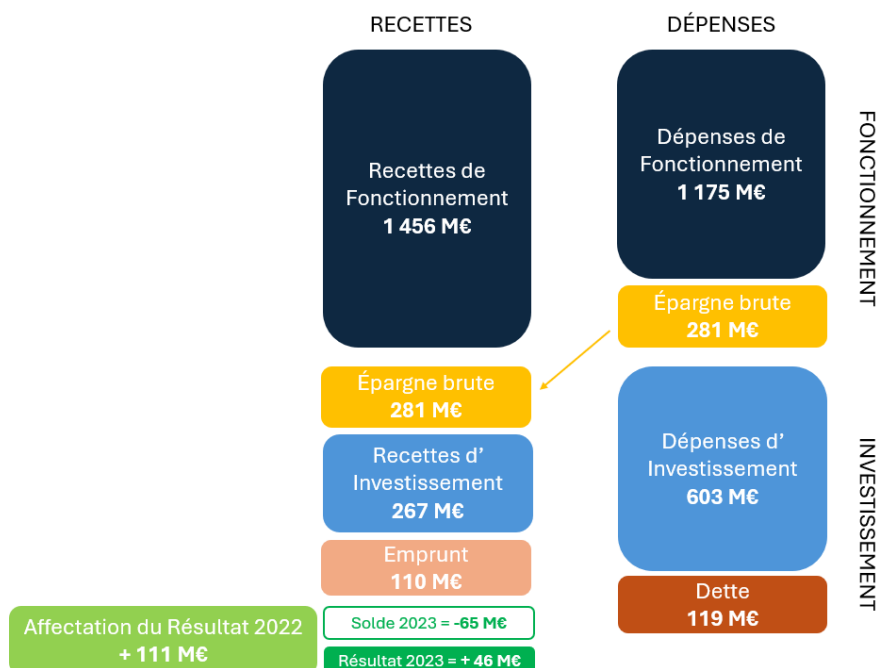 RECETTES
DÉPENSES
Recettes de
Fonctionnement
1 456 M€
Dépenses de
Fonctionnement
1 175 M€
FONCTIONNEMENT
Épargne brute
281 M€
Épargne brute
281 M€
Recettes d’
Investissement
267 M€
Dépenses d’
Investissement
603 M€
INVESTISSEMENT
Emprunt
110 M€
Dette
119 M€
Affectation du Résultat 2022
+ 111 M€
Solde 2023 = -65 M€
Résultat 2023 = + 46 M€